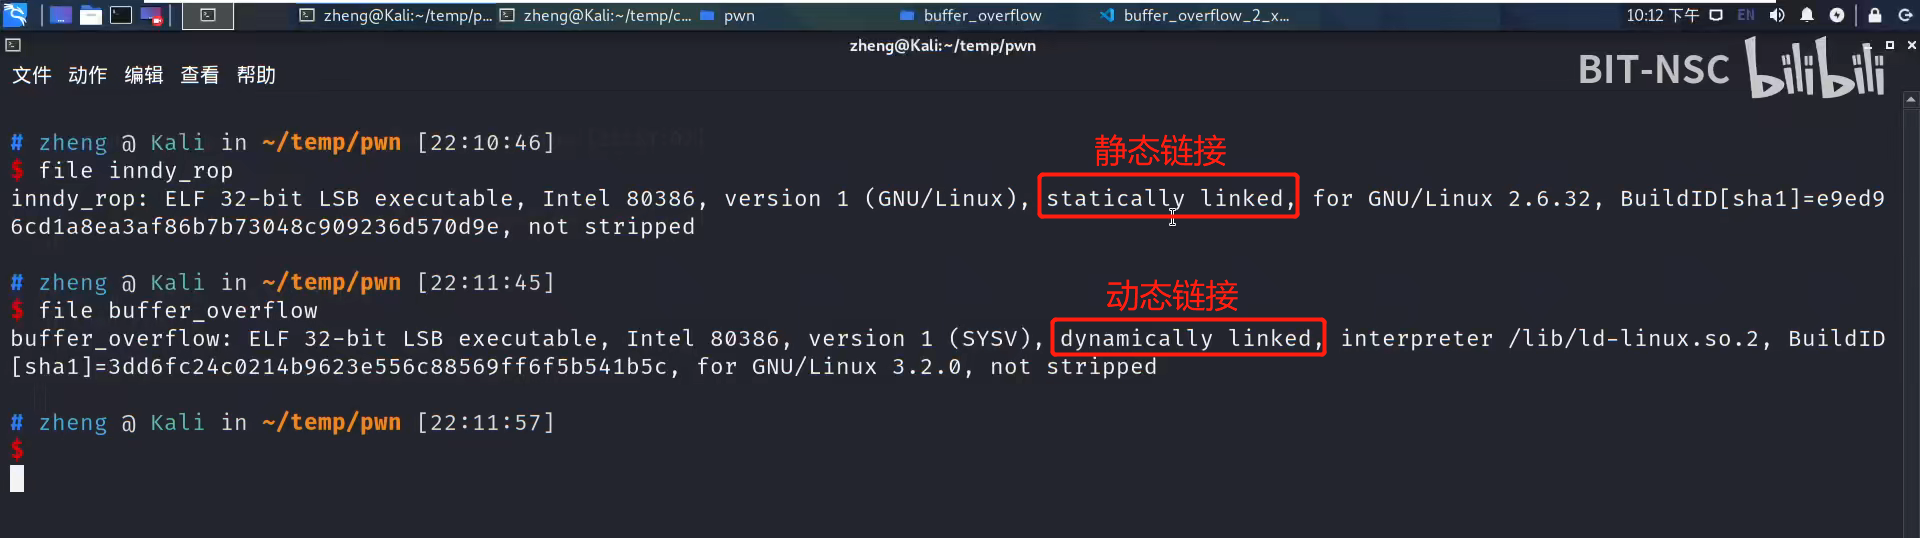 zheng@Kali:~/temp/p... zheng@Kali:~/temp/c... pwn buffer_overflow buffer_overflow_2_x... 10:12 下午 EN
zheng@Kali:~/temp/pwn
文件 动作 编辑 查看 帮助
BIT-NSC bilibili
# zheng @ Kali in ~/temp/pwn [22:10:46]
静态链接
$ file inndy_rop
inndy_rop: ELF 32-bit LSB executable, Intel 80386, version 1 (GNU/Linux), statically linked, for GNU/Linux 2.6.32, BuildID[sha1]=e9ed9
6cd1a8ea3af86b7b73048c909236d570d9e, not stripped
# zheng @ Kali in ~/temp/pwn [22:11:45]
动态链接
$ file buffer_overflow
buffer_overflow: ELF 32-bit LSB executable, Intel 80386, version 1 (SYSV), dynamically linked, interpreter /lib/ld-linux.so.2, BuildID
[sha1]=3dd6fc24c0214b9623e556c88569ff6f5b541b5c, for GNU/Linux 3.2.0, not stripped
# zheng @ Kali in ~/temp/pwn [22:11:57]
$